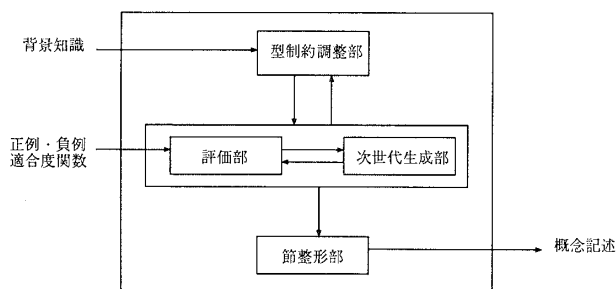 背景知識
型制約調整部
正例・負例
適合度関数
評価部
次世代生成部
節整形部
概念記述